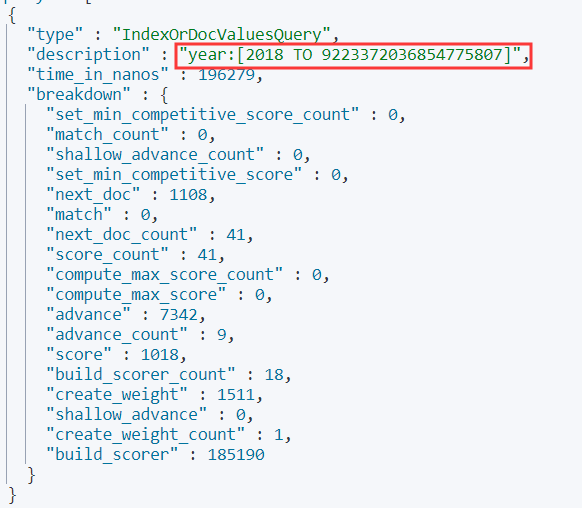 {
"type" : "IndexOrDocValuesQuery",
"description" : "year:[2018 TO 9223372036854775807]",
"time_in_nanos" : 196279,
"breakdown" : {
"set_min_competitive_score_count" : 0,
"match_count" : 0,
"shallow_advance_count" : 0,
"set_min_competitive_score" : 0,
"next_doc" : 1108,
"match" : 0,
"next_doc_count" : 41,
"score_count" : 41,
"compute_max_score_count" : 0,
"compute_max_score" : 0,
"advance" : 7342,
"advance_count" : 9,
"score" : 1018,
"build_scorer_count" : 18,
"create_weight" : 1511,
"shallow_advance" : 0,
"create_weight_count" : 1,
"build_scorer" : 185190
}
}